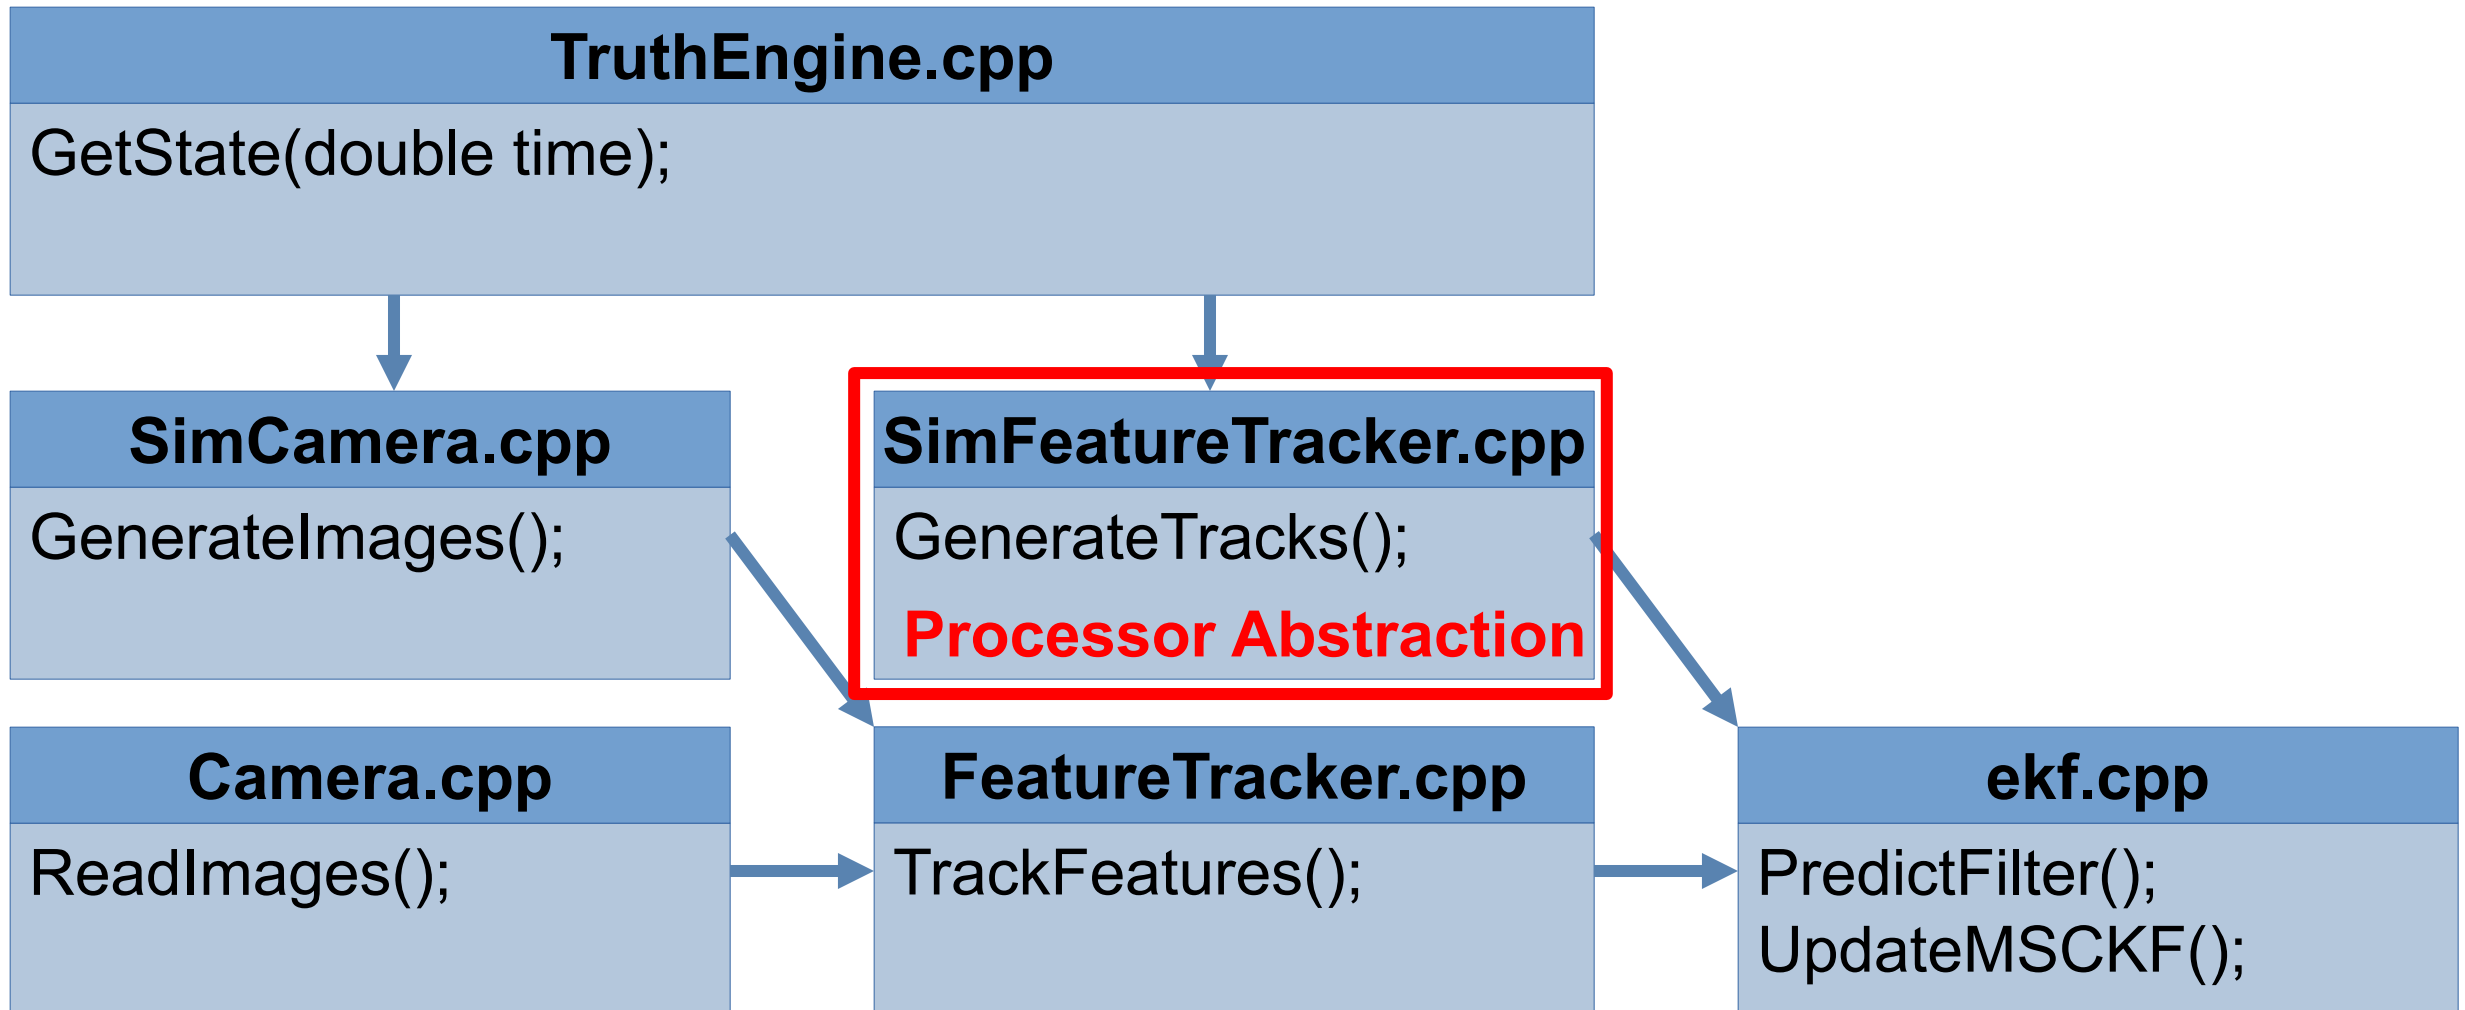 TruthEngine.cpp
GetState(double time);
SimCamera.cpp
GenerateImages();
SimFeatureTracker.cpp
GenerateTracks();
Processor Abstraction
Camera.cpp
ReadImages();
FeatureTracker.cpp
TrackFeatures();
ekf.cpp
PredictFilter();
UpdateMSCKF();